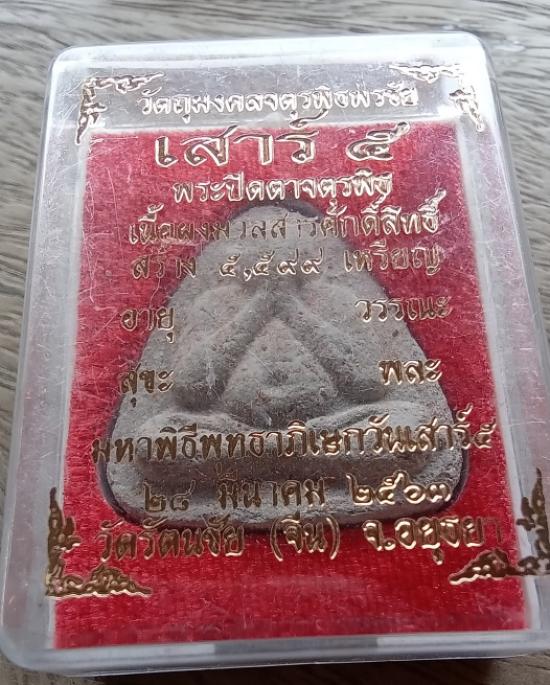 วัตถุมงคลจตุรพิธพรชัย
เสาร์ ๕
พระปิดตาจตุรพิธ
เนื้อผงมวลสารศักดิ์สิทธิ์
สร้าง ๕,๕๙๙ เหรียญ
อายุ วรรณะ
สุขะ พละ
มหาพิธีพุทธาภิเษกวันเสาร์๕
๒๘ มีนาคม ๒๕๖๓
วัดรัตนชัย (จีน) จ.อยุธยา